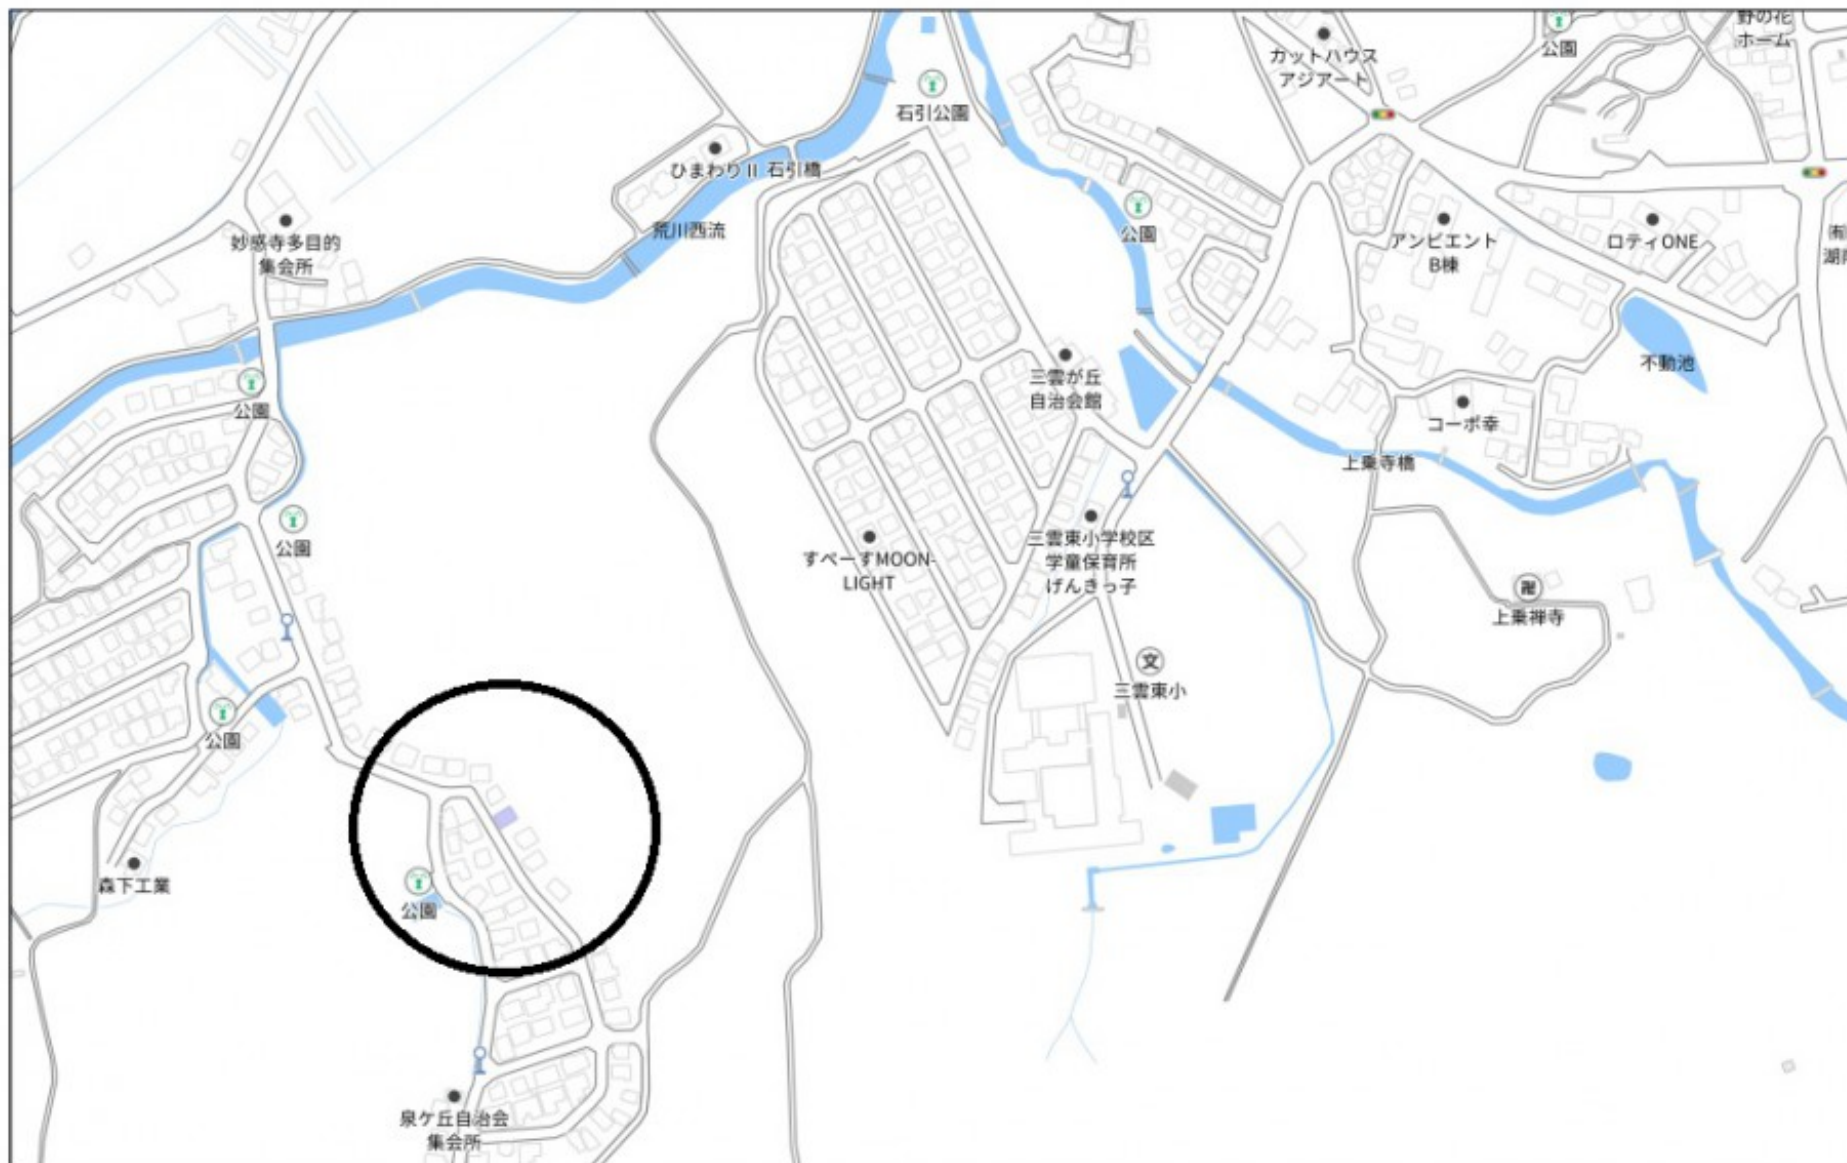 野の花
ホーム
公園
カットハウス
アジアート
石引公園
ひまわりⅡ
石引橋
荒川西流
公園
妙感寺多目的
集会所
アンビエント
B棟
ロティONE
㈲
公園
三雲が丘
自治会館
不動池
コーポ幸
上乗寺橋
公園
すぺーすMOON-
LIGHT
三雲東小学校区
学童保育所
げんきっ子
卍
上乗禅寺
文
三雲東小
公園
森下工業
公園
泉ケ丘自治会
集会所